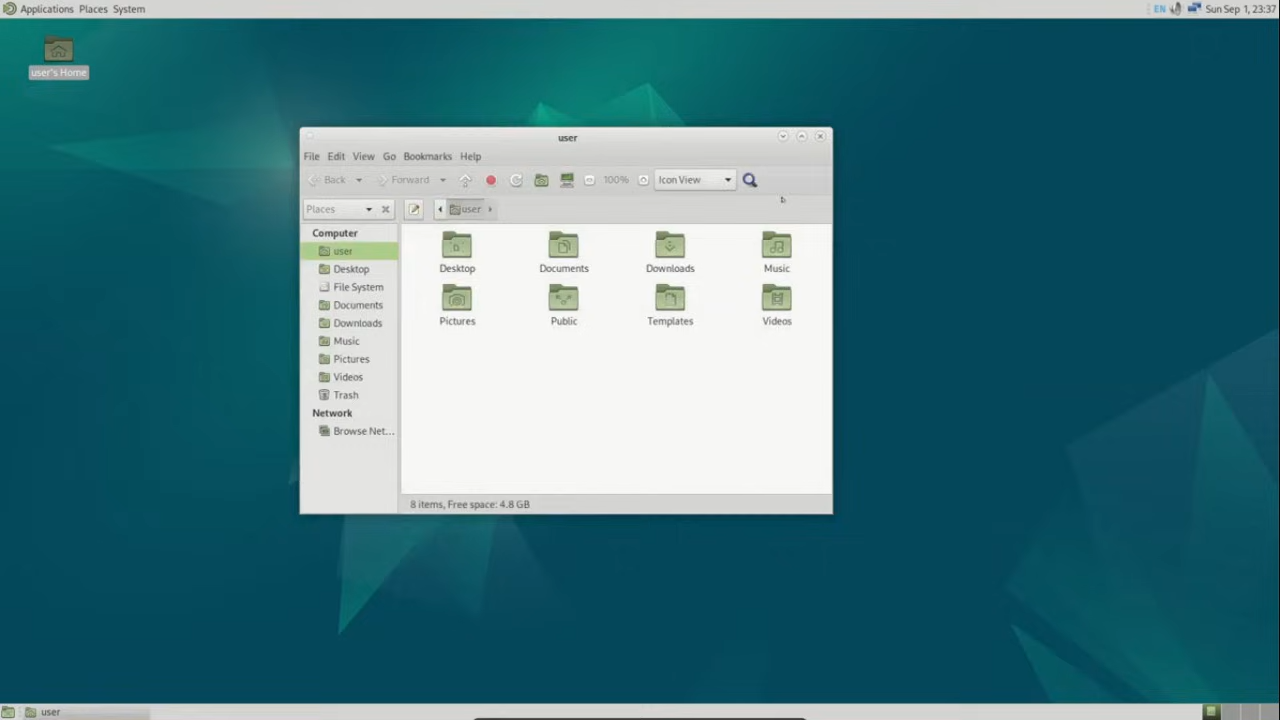 Applications Places System
EN Sun Sep 1, 23:37
user's Home
user
File Edit View Go Bookmarks Help
Back Forward 100% Icon View
Places user
Computer
user
Desktop
File System
Documents
Downloads
Music
Pictures
Videos
Trash
Network
Browse Net...
Desktop Documents Downloads Music
Pictures Public Templates Videos
8 items, Free space: 4.8 GB
user